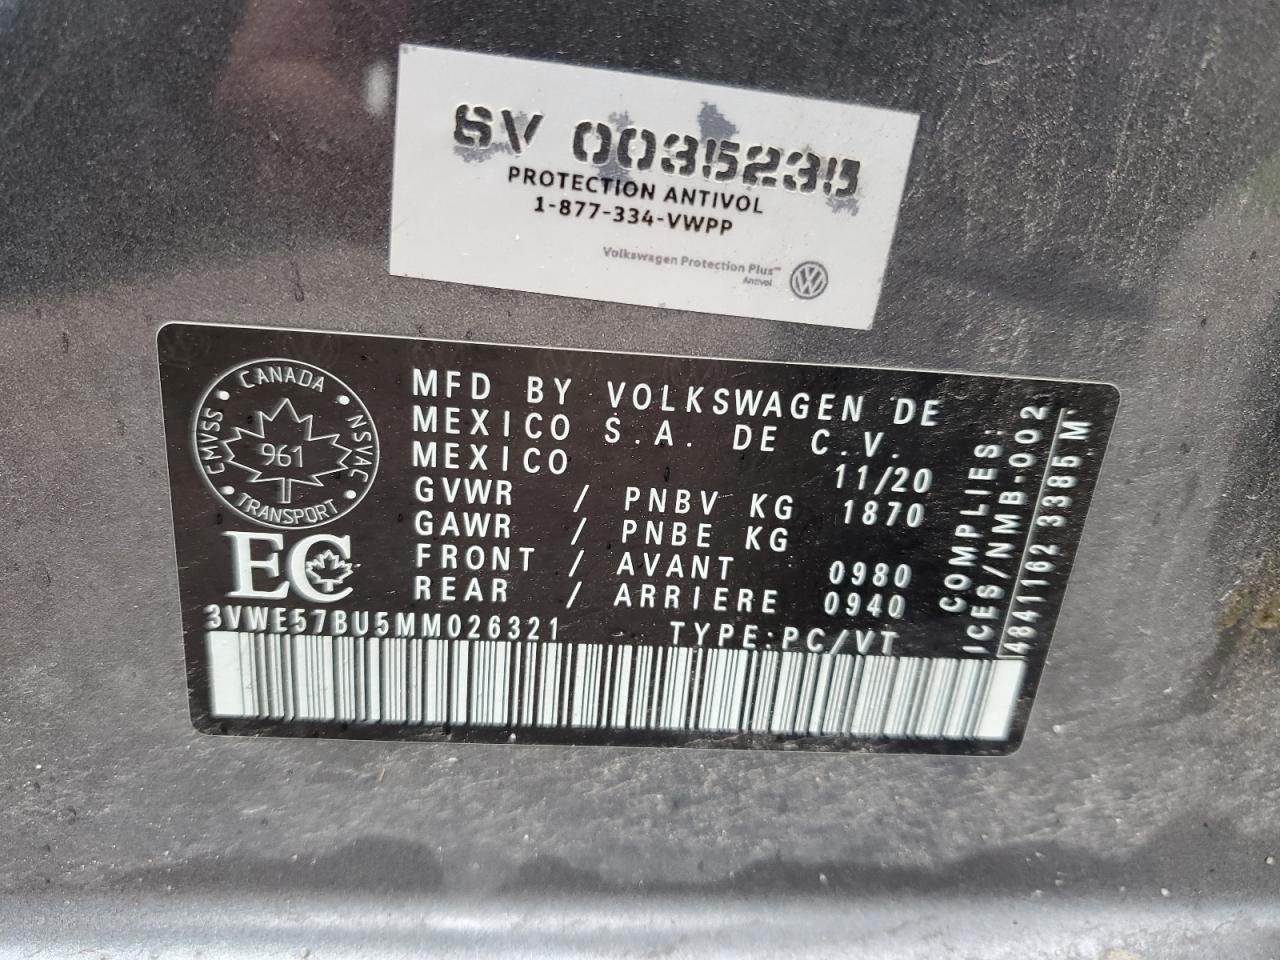 SV 0035235
PROTECTION ANTIVOL
1-877-334-VWPP
Volkswagen Protection Plus™
Antivol
CANADA
CMVSS
NSVAC
961
TRANSPORT
EC
MFD BY VOLKSWAGEN DE
MEXICO S.A. DE C.V.
MEXICO 11/20
GVWR / PNBV KG 1870
GAWR / PNBE KG
FRONT / AVANT 0980
REAR / ARRIERE 0940
3VWE57BU5MM026321 TYPE:PC/VT
COMPLIES:
ICES/NMB-002
4841162 3385 M